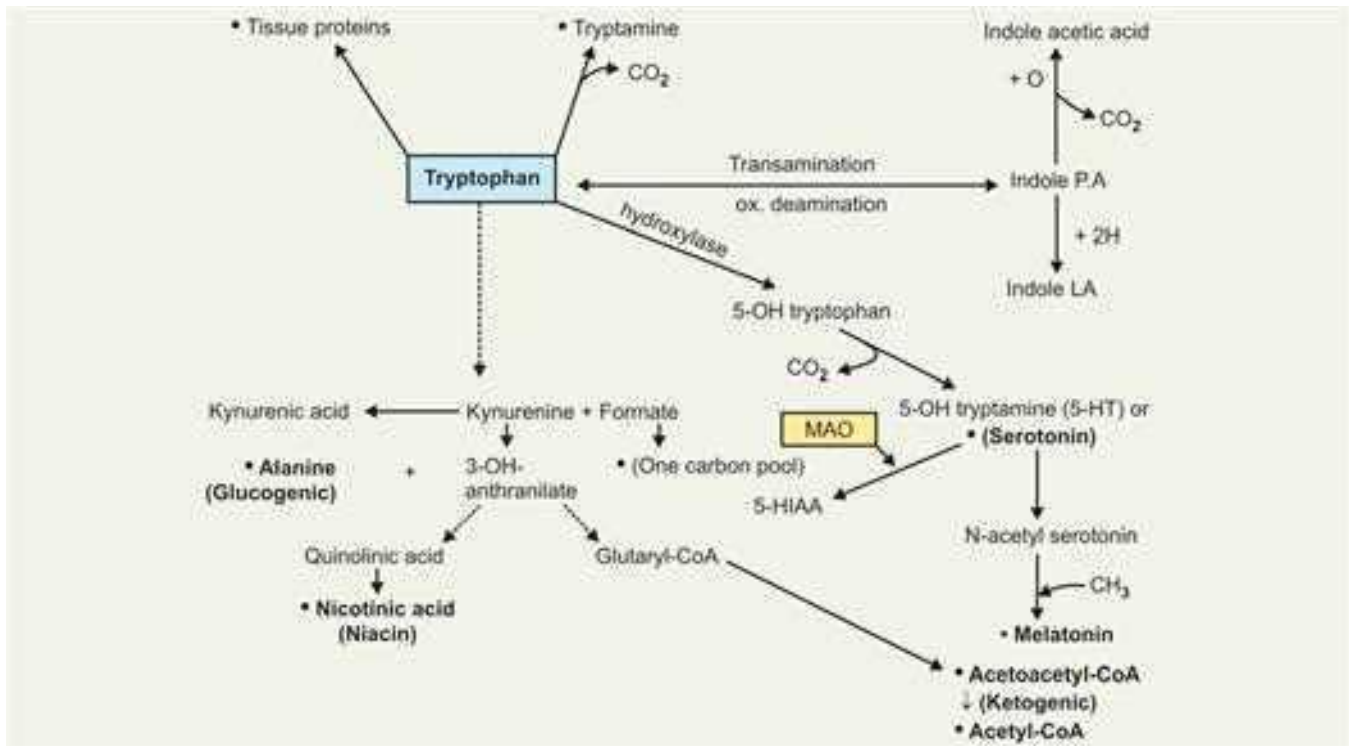 • Tissue proteins
• Tryptamine
CO₂
Indole acetic acid
+ O
CO₂
Tryptophan
Transamination
ox. deamination
Indole P.A
+ 2H
Indole LA
hydroxylase
5-OH tryptophan
CO₂
Kynurenic acid
Kynurenine + Formate
5-OH tryptamine (5-HT) or
• (Serotonin)
MAO
• Alanine
(Glucogenic)
+
3-OH-
anthranilate
• (One carbon pool)
5-HIAA
Quinolinic acid
Glutaryl-CoA
N-acetyl serotonin
CH₃
• Nicotinic acid
(Niacin)
• Melatonin
• Acetoacetyl-CoA
↓ (Ketogenic)
• Acetyl-CoA